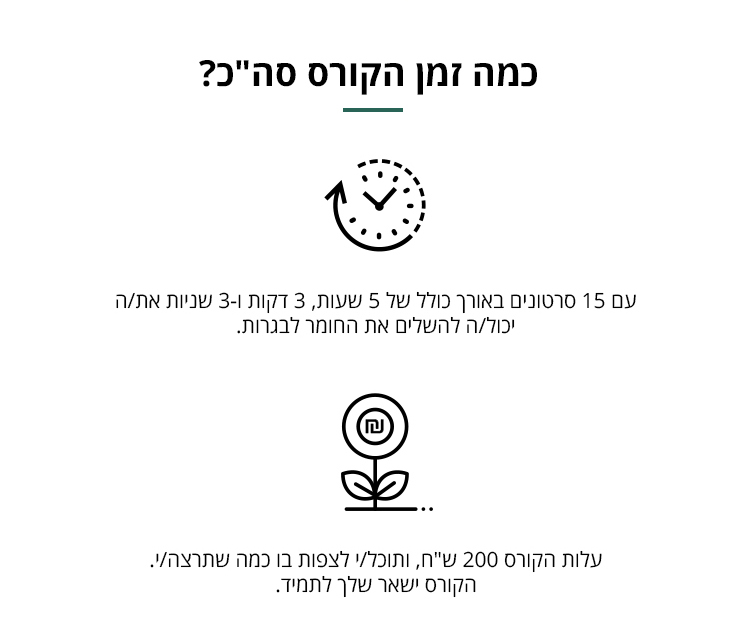 כמה זמן הקורס סה"כ?
עם 15 סרטונים באורך כולל של 5 שעות, 3 דקות ו-3 שניות את/ה
יכול/ה להשלים את החומר לבגרות.
₪
עלות הקורס 200 ש"ח, ותוכל/י לצפות בו כמה שתרצה/י.
הקורס ישאר שלך לתמיד.